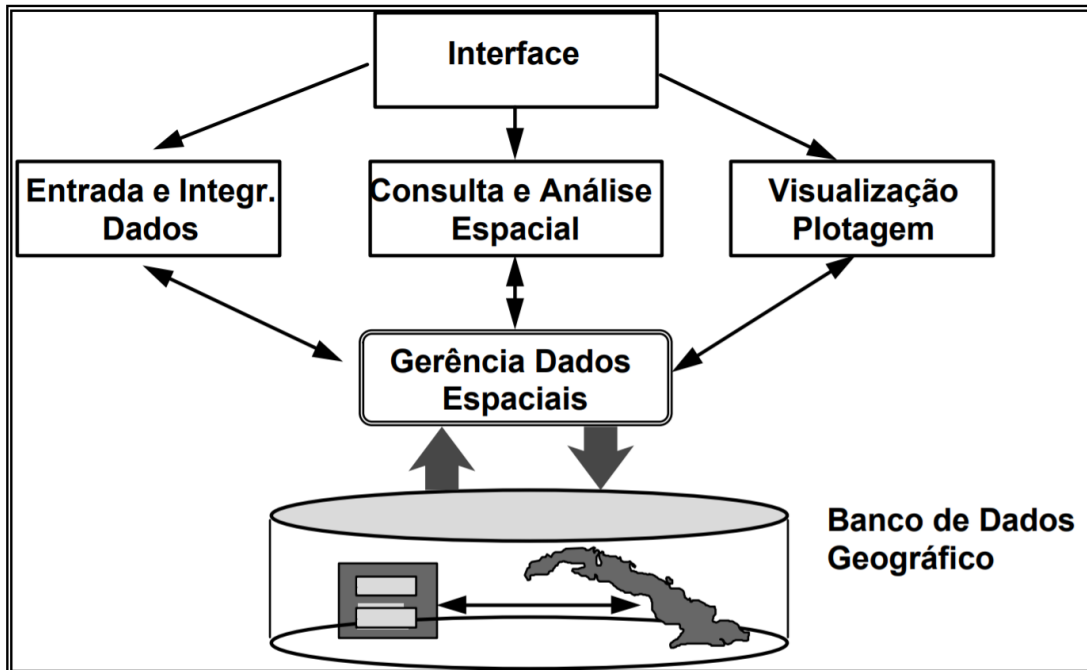 Interface
Entrada e Integr.
Dados
Consulta e Análise
Espacial
Visualização
Plotagem
Gerência Dados
Espaciais
Banco de Dados
Geográfico